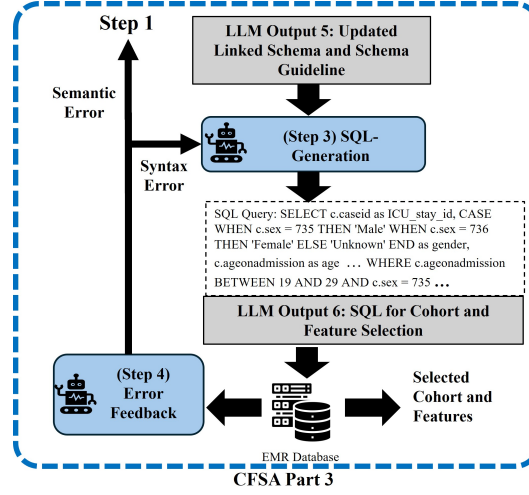 Step 1
LLM Output 5: Updated
Linked Schema and Schema
Guideline
Semantic
Error
(Step 3) SQL-
Generation
Syntax
Error
SQL Query: SELECT c.caseid as ICU_stay_id, CASE
WHEN c.sex = 735 THEN 'Male' WHEN c.sex = 736
THEN 'Female' ELSE 'Unknown' END as gender,
c.ageonadmission as age ... WHERE c.ageonadmission
BETWEEN 19 AND 29 AND c.sex = 735 ...
LLM Output 6: SQL for Cohort and
Feature Selection
(Step 4)
Error
Feedback
Selected
Cohort and
Features
EMR Database
CFSA Part 3